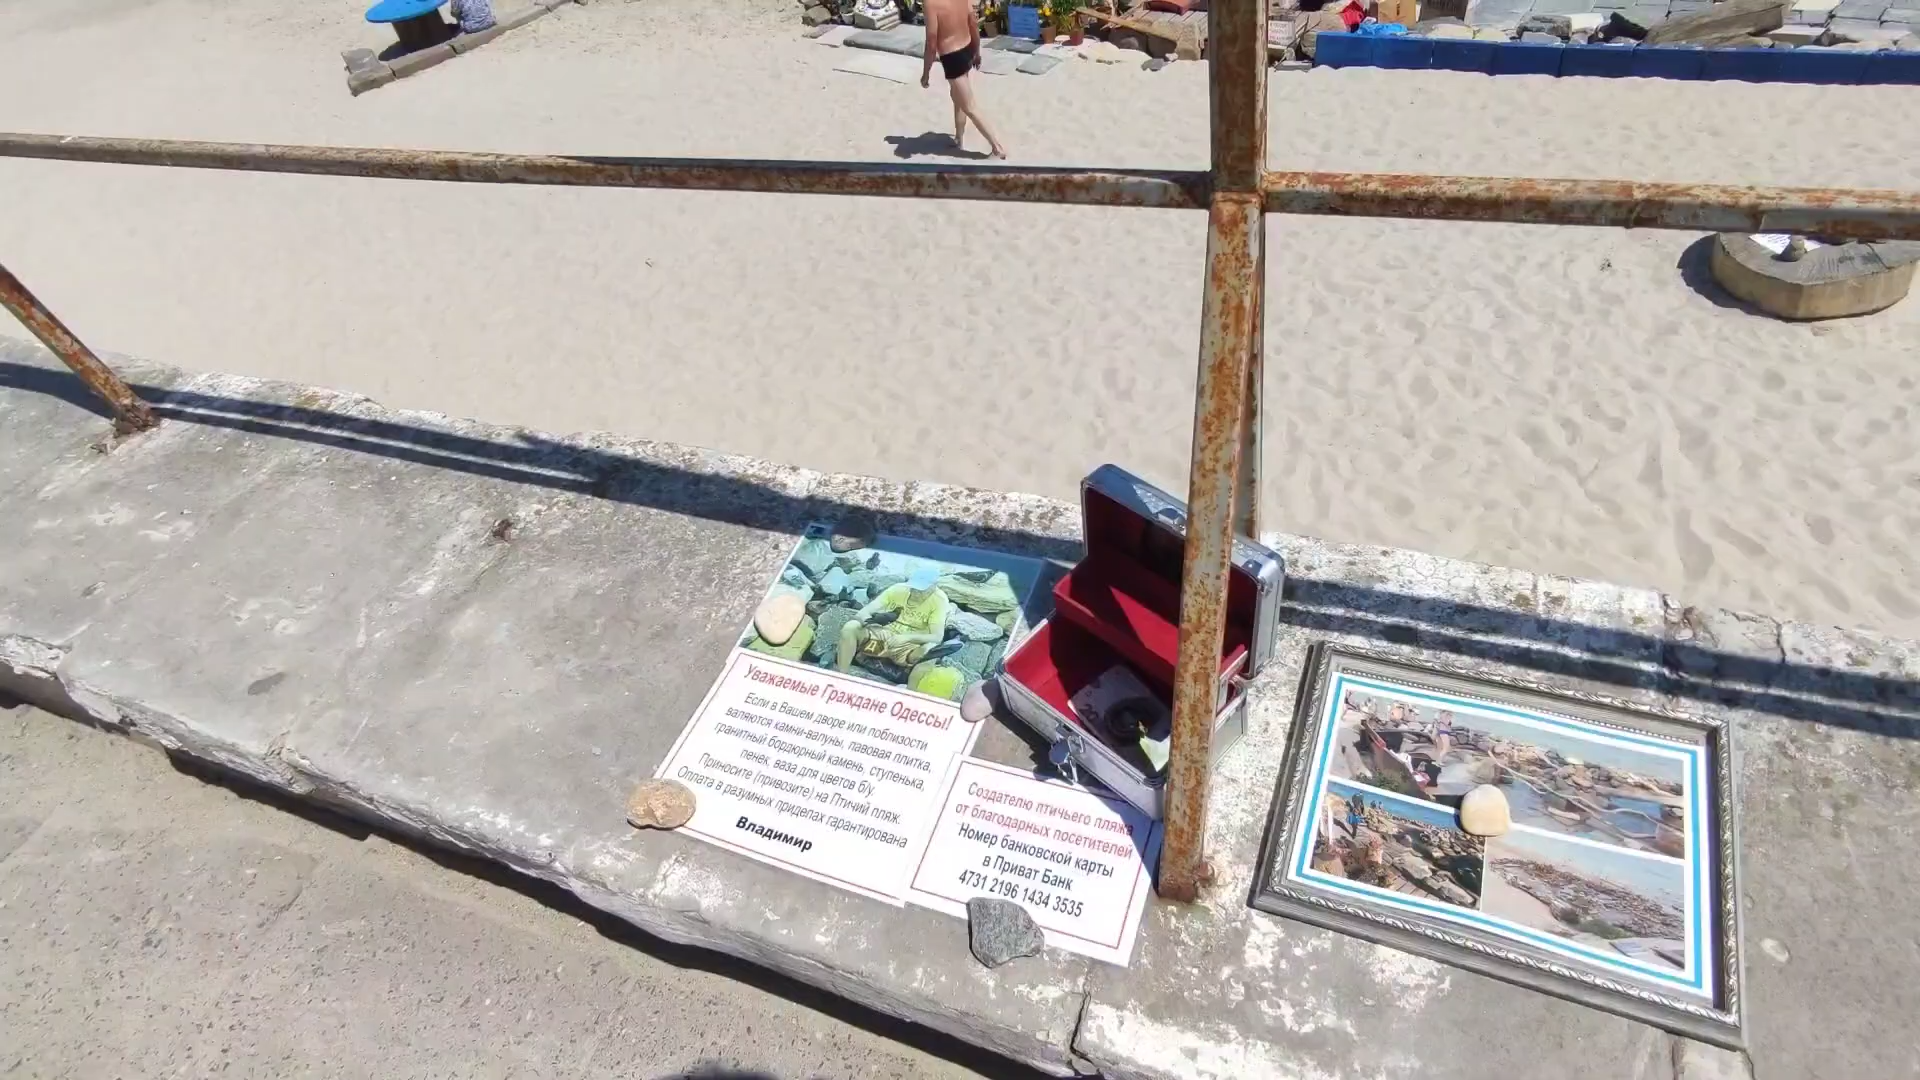 Уважаемые Граждане Одессы!
Если в Вашем дворе или поблизости
валяются камни-валуны, лавовая плитка,
гранитный бордюрный камень, ступенька,
пенек, ваза для цветов б/у.
Приносите (привозите) на Птичий пляж.
Оплата в разумных приделах гарантирована
Владимир
Создателю птичьего пляжа
от благодарных посетителей
Номер банковской карты
в Приват Банк
4731 2196 1434 3535